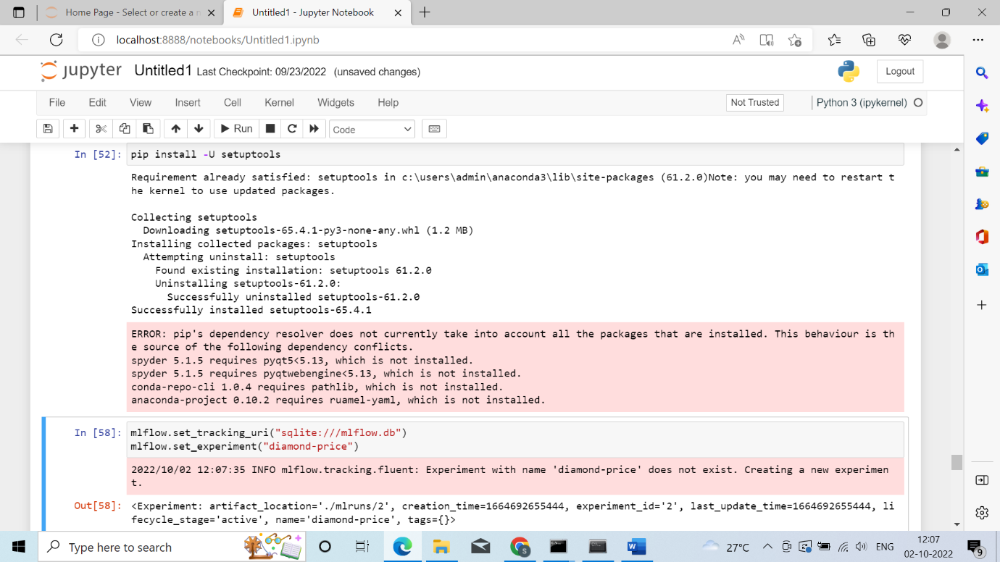 Home Page - Select or create a n
Untitled1 - Jupyter Notebook
localhost:8888/notebooks/Untitled1.ipynb
jupyter Untitled1 Last Checkpoint: 09/23/2022 (unsaved changes)
Logout
File Edit View Insert Cell Kernel Widgets Help
Not Trusted
Python 3 (ipykernel)
Run
Code
In [52]: pip install -U setuptools
Requirement already satisfied: setuptools in c:\users\admin\anaconda3\lib\site-packages (61.2.0)Note: you may need to restart t
he kernel to use updated packages.
Collecting setuptools
Downloading setuptools-65.4.1-py3-none-any.whl (1.2 MB)
Installing collected packages: setuptools
Attempting uninstall: setuptools
Found existing installation: setuptools 61.2.0
Uninstalling setuptools-61.2.0:
Successfully uninstalled setuptools-61.2.0
Successfully installed setuptools-65.4.1
ERROR: pip's dependency resolver does not currently take into account all the packages that are installed. This behaviour is th
e source of the following dependency conflicts.
spyder 5.1.5 requires pyqt5<5.13, which is not installed.
spyder 5.1.5 requires pyqtwebengine<5.13, which is not installed.
conda-repo-cli 1.0.4 requires pathlib, which is not installed.
anaconda-project 0.10.2 requires ruamel-yaml, which is not installed.
In [58]: mlflow.set_tracking_uri("sqlite:///mlflow.db")
mlflow.set_experiment("diamond-price")
2022/10/02 12:07:35 INFO mlflow.tracking.fluent: Experiment with name 'diamond-price' does not exist. Creating a new experimen
t.
Out[58]: <Experiment: artifact_location='./mlruns/2', creation_time=1664692655444, experiment_id='2', last_update_time=1664692655444, li
fecycle_stage='active', name='diamond-price', tags={}>
Type here to search
27°C
ENG
12:07
02-10-2022
9